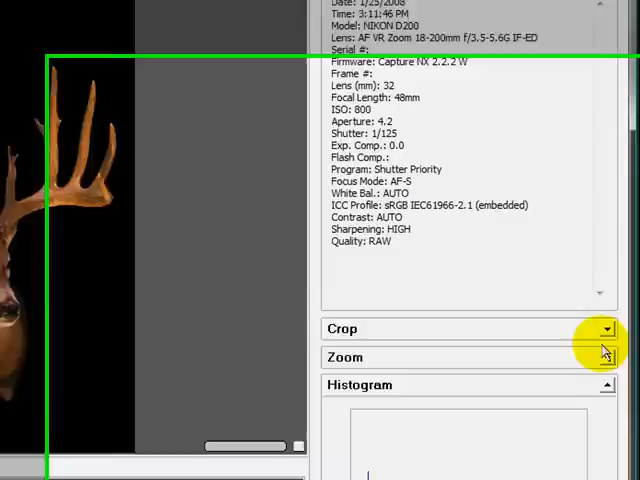 Date: 1/25/2008
Time: 3:11:46 PM
Model: NIKON D200
Lens: AF VR Zoom 18-200mm f/3.5-5.6G IF-ED
Serial #:
Firmware: Capture NX 2.2.2 W
Frame #:
Lens (mm): 32
Focal Length: 48mm
ISO: 800
Aperture: 4.2
Shutter: 1/125
Exp. Comp.: 0.0
Flash Comp.:
Program: Shutter Priority
Focus Mode: AF-S
White Bal.: AUTO
ICC Profile: sRGB IEC61966-2.1 (embedded)
Contrast: AUTO
Sharpening: HIGH
Quality: RAW
Crop
Zoom
Histogram